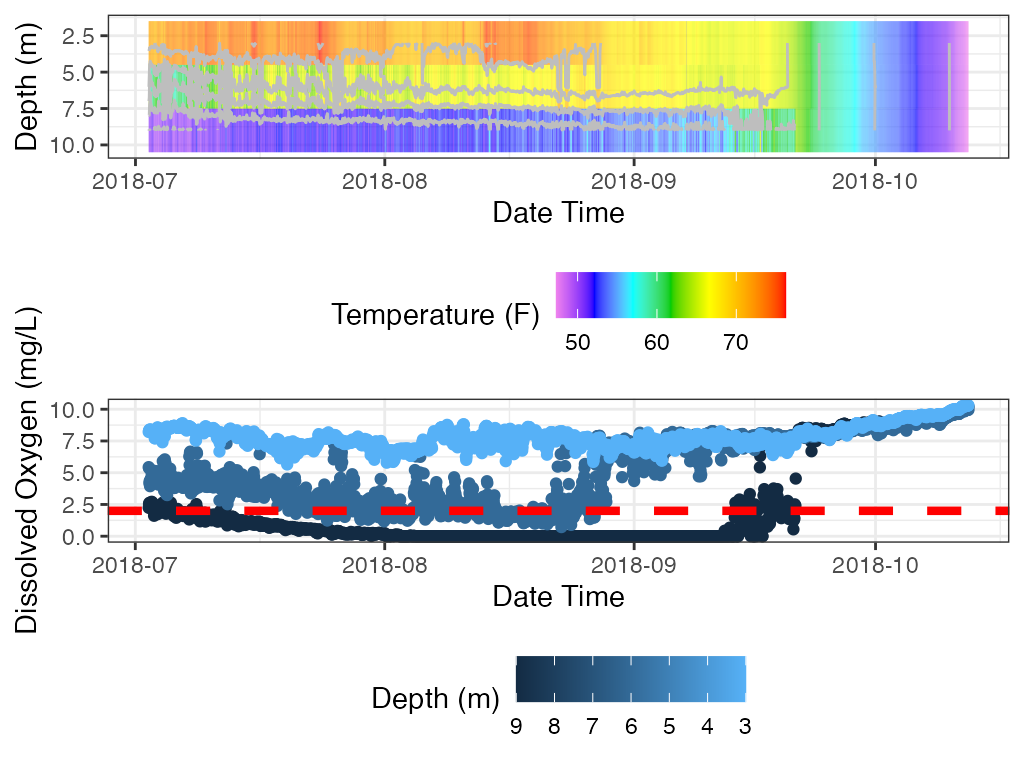 Depth (m)
2.5
5.0
7.5
10.0
2018-07 2018-08 2018-09 2018-10
Date Time
Temperature (F)
50 60 70
Dissolved Oxygen (mg/L)
10.0
7.5
5.0
2.5
0.0
2018-07 2018-08 2018-09 2018-10
Date Time
Depth (m)
9 8 7 6 5 4 3